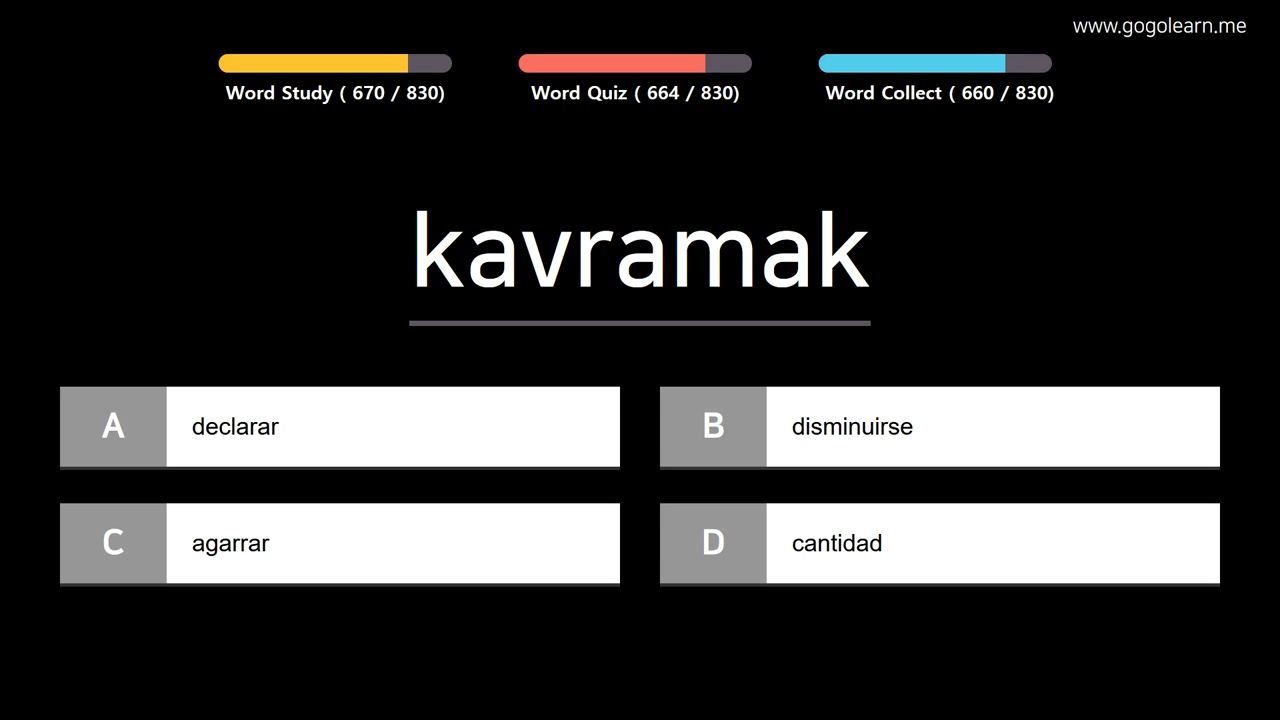 www.gogolearn.me
Word Study ( 670 / 830)
Word Quiz ( 664 / 830)
Word Collect ( 660 / 830)
kavramak
A declarar
B disminuirse
C agarrar
D cantidad